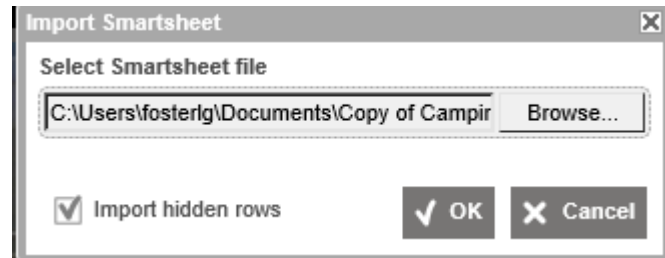 Import Smartsheet
Select Smartsheet file
C:\Users\fosterlg\Documents\Copy of Campir Browse...
Import hidden rows OK Cancel